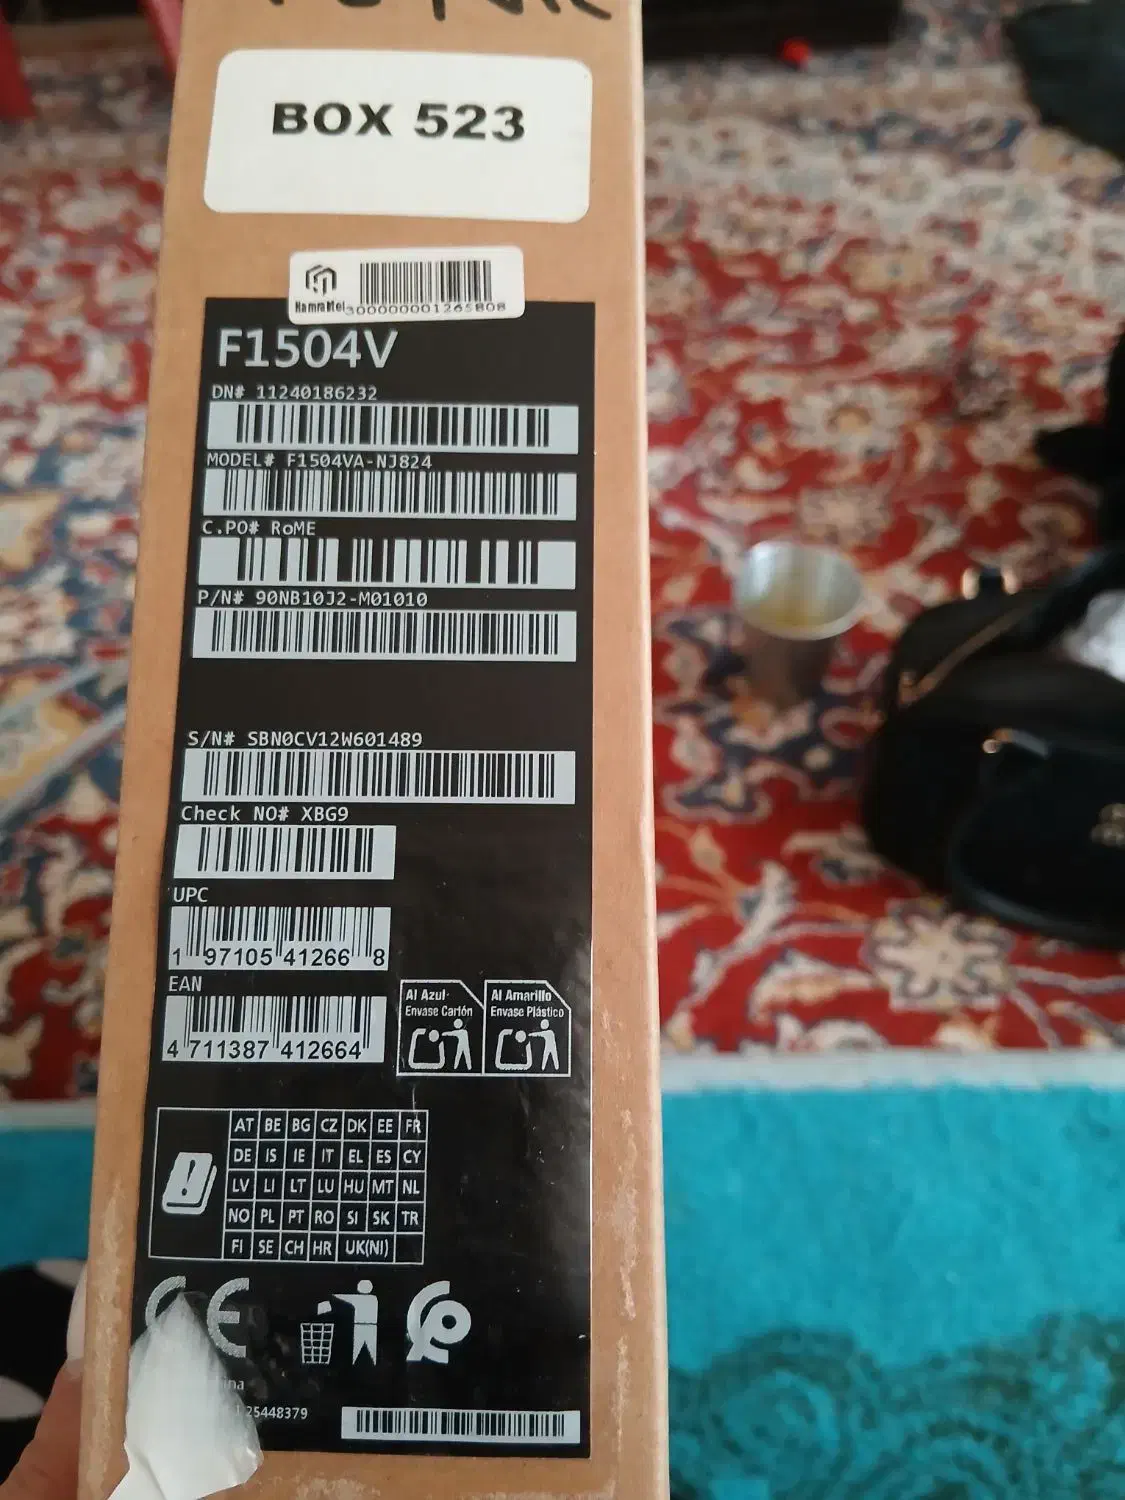 BOX 523
HamraTel
3000000001265808
F1504V
DN# 11240186232
MODEL# F1504VA-NJ824
C.PO# RoME
P/N# 90NB10J2-M01010
S/N# SBN0CV12W601489
Check NO# XBG9
UPC
1 97105 41266 8
EAN
4 711387 412664
Al Azul
Envase Cartón
Al Amarillo
Envase Plástico
AT BE BG CZ DK EE FR
DE IS IE IT EL ES CY
LV LI LT LU HU MT NL
NO PL PT RO SI SK TR
FI SE CH HR UK(NI)
CE
25448379